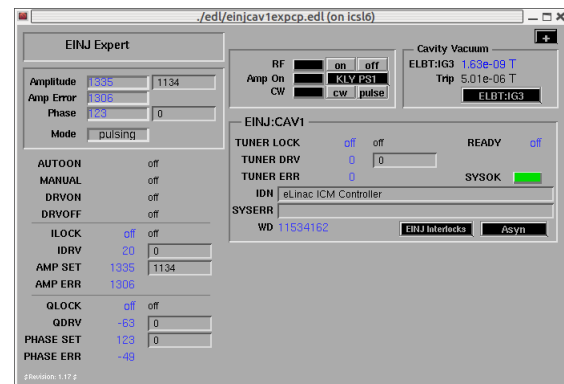 ./edl/einjcav1expcp.edl (on icsl6)
EINJ Expert
Amplitude 1335 1134
Amp Error 1306
Phase 123 0
Mode pulsing
AUTOON off
MANUAL off
DRVON off
DRVOFF off
ILOCK off off
IDRV 20 0
AMP SET 1335 1134
AMP ERR 1306
QLOCK off off
QDRV -63 0
PHASE SET 123 0
PHASE ERR -49
$Revision: 1.17 $
RF on off
Amp On KLY PS1
CW cw pulse
Cavity Vacuum
ELBT:IG3 1.63e-09 T
Trip 5.01e-06 T
ELBT:IG3
+
EINJ:CAV1
TUNER LOCK off off READY off
TUNER DRV 0 0
TUNER ERR 0 SYSOK
IDN eLinac ICM Controller
SYSERR
WD 11534162 EINJ Interlocks Asyn